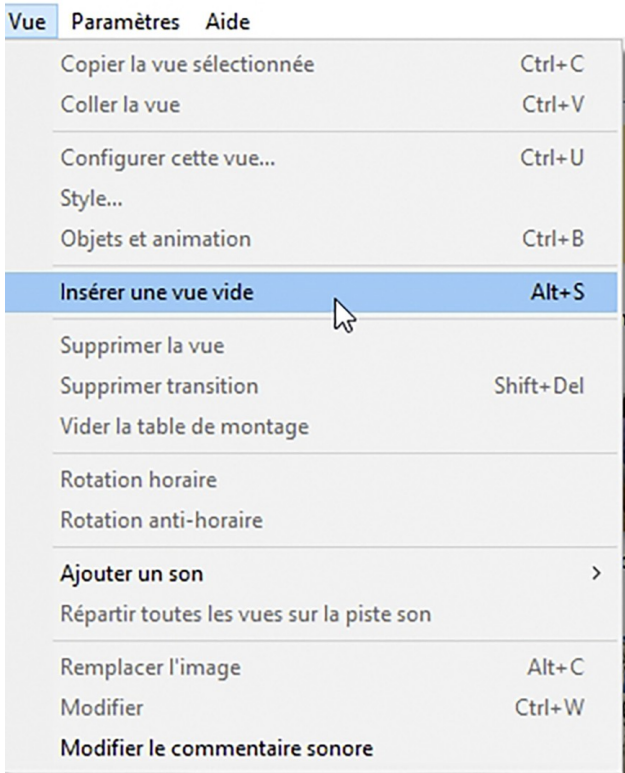 Vue Paramètres Aide
Copier la vue sélectionnée Ctrl+C
Coller la vue Ctrl+V
Configurer cette vue... Ctrl+U
Style...
Objets et animation Ctrl+B
Insérer une vue vide Alt+S
Supprimer la vue
Supprimer transition Shift+Del
Vider la table de montage
Rotation horaire
Rotation anti-horaire
Ajouter un son >
Répartir toutes les vues sur la piste son
Remplacer l'image Alt+C
Modifier Ctrl+W
Modifier le commentaire sonore